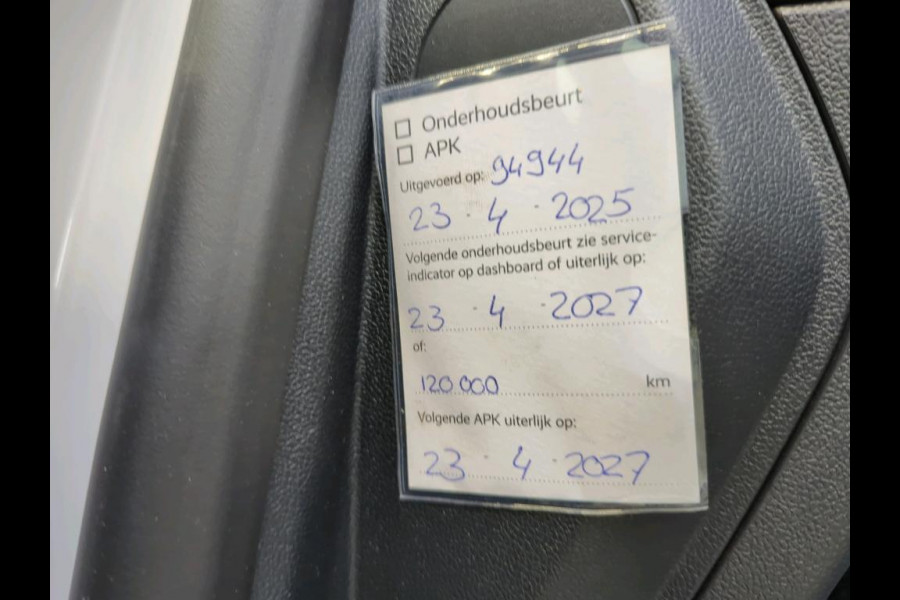 ☐ Onderhoudsbeurt
☐ APK
Uitgevoerd op: 94944
23 · 4 · 2025
Volgende onderhoudsbeurt zie service-
indicator op dashboard of uiterlijk op:
23 · 4 · 2027
of:
120.000 km
Volgende APK uiterlijk op:
23 · 4 · 2027